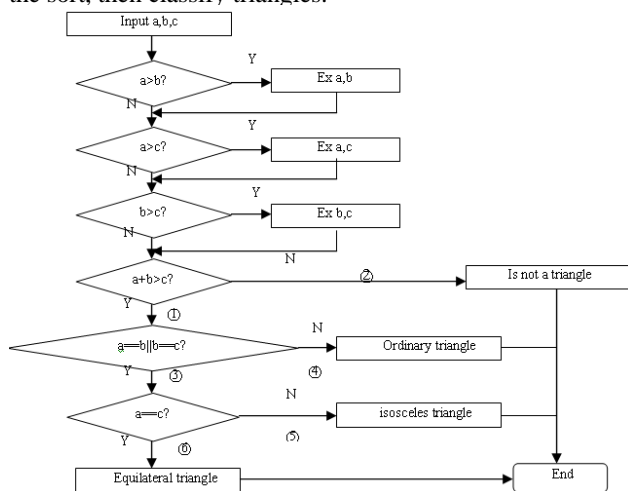 the sort, then classify triangles.
Input a,b,c
a>b?
Y
Ex a,b
N
a>c?
Y
Ex a,c
N
b>c?
Y
Ex b,c
N
a+b>c?
N
②
Is not a triangle
Y
①
a==b||b==c?
N
④
Ordinary triangle
Y
③
a==c?
N
⑤
isosceles triangle
Y
⑥
Equilateral triangle
End